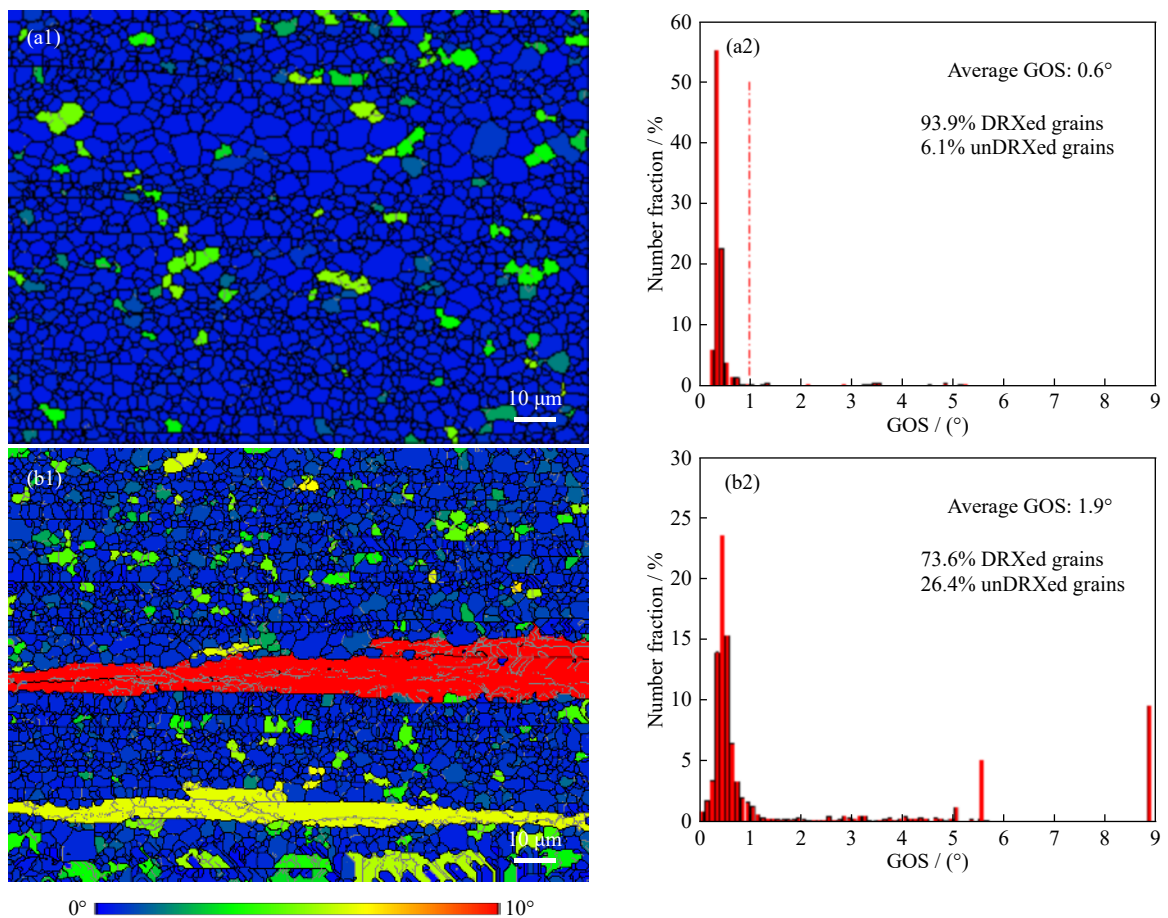 (a1)
10 μm
(a2)
Average GOS: 0.6°
93.9% DRXed grains
6.1% unDRXed grains
Number fraction / %
60
50
40
30
20
10
0
0 1 2 3 4 5 6 7 8 9
GOS / (°)
(b1)
10 μm
0° 10°
(b2)
Average GOS: 1.9°
73.6% DRXed grains
26.4% unDRXed grains
Number fraction / %
30
25
20
15
10
5
0
0 1 2 3 4 5 6 7 8 9
GOS / (°)